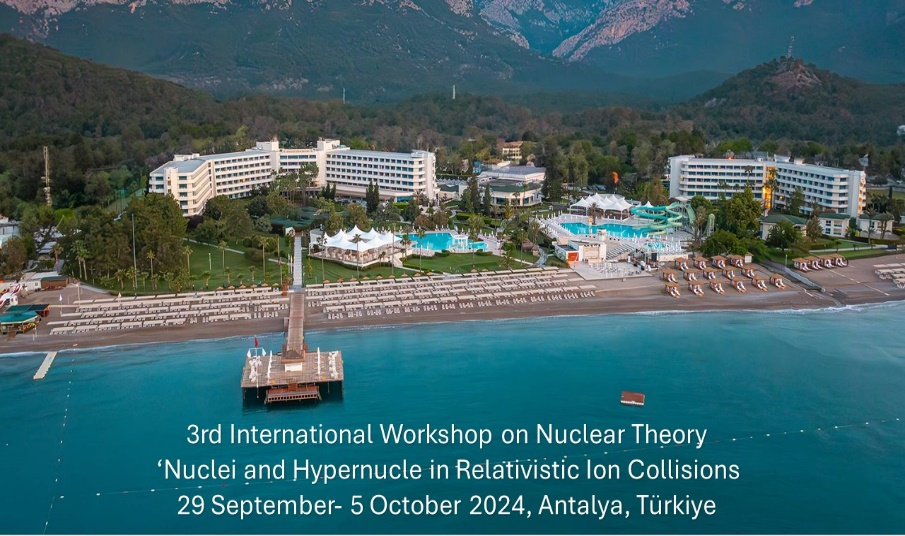 3rd International Workshop on Nuclear Theory
‘Nuclei and Hypernucle in Relativistic Ion Collisions
29 September- 5 October 2024, Antalya, Türkiye